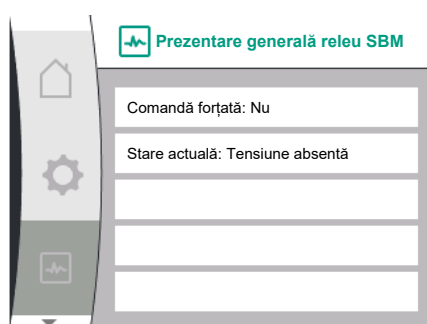 Prezentare generală releu SBM
Comandă forțată: Nu
Stare actuală: Tensiune absentă